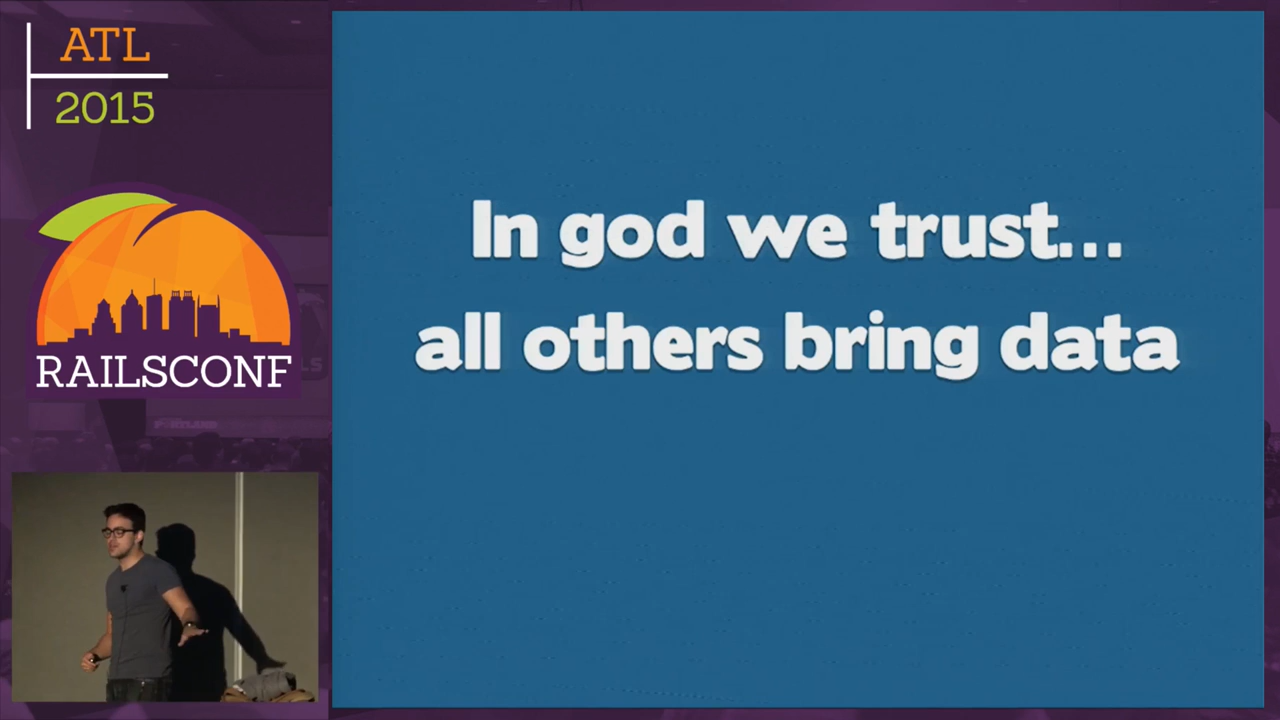 ATL
2015
RAILSCONF
In god we trust...
all others bring data